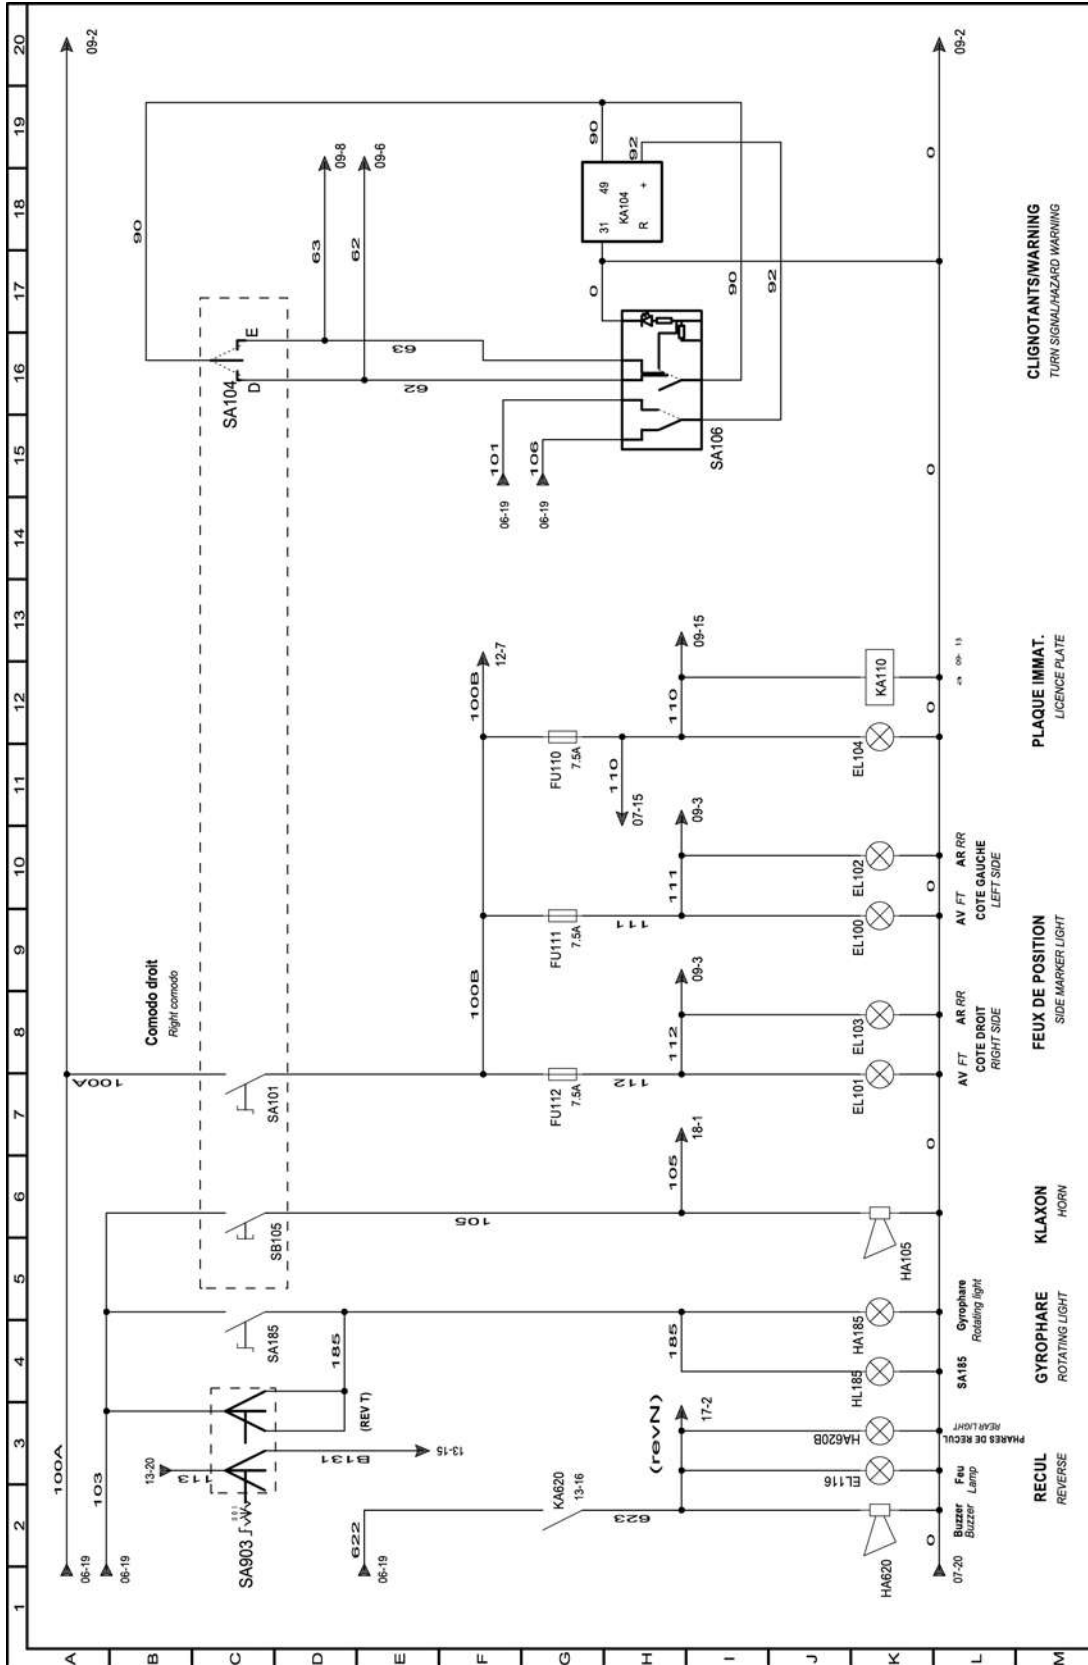 1 2 3 4 5 6 7 8 9 10 11 12 13 14 15 16 17 18 19 20
A
B
C
D
E
F
G
H
I
J
K
L
M
06-19
100A
100A
09-2
06-19
103
13-20
113
SA903
B131
13-15
(REV T)
185
SA185
SB105
SA101
Comodo droit
Right comodo
SA104
D
E
90
63
09-8
62
09-6
63
62
06-19
622
KA620
13-16
623
(revN)
17-2
185
105
105
18-1
100B
100B
12-7
FU112
7.5A
112
112
09-3
FU111
7.5A
111
111
09-3
FU110
7.5A
110
07-15
110
09-15
101
06-19
106
06-19
SA106
0
31
49
KA104
R
+
90
92
90
92
HA620
EL116
HA620B
HL185
HA185
HA105
EL101
EL103
EL100
EL102
EL104
KA110
07-20
0
0
0
0
0
0
09-2
Buzzer
Buzzer
Feu
Lamp
PHARES DE RECUL
REAR LIGHT
SA185
Gyrophare
Rotating light
AV FT
AR RR
COTE DROIT
RIGHT SIDE
AV FT
AR RR
COTE GAUCHE
LEFT SIDE
RECUL
REVERSE
GYROPHARE
ROTATING LIGHT
KLAXON
HORN
FEUX DE POSITION
SIDE MARKER LIGHT
PLAQUE IMMAT.
LICENCE PLATE
CLIGNOTANTS/WARNING
TURN SIGNAL/HAZARD WARNING